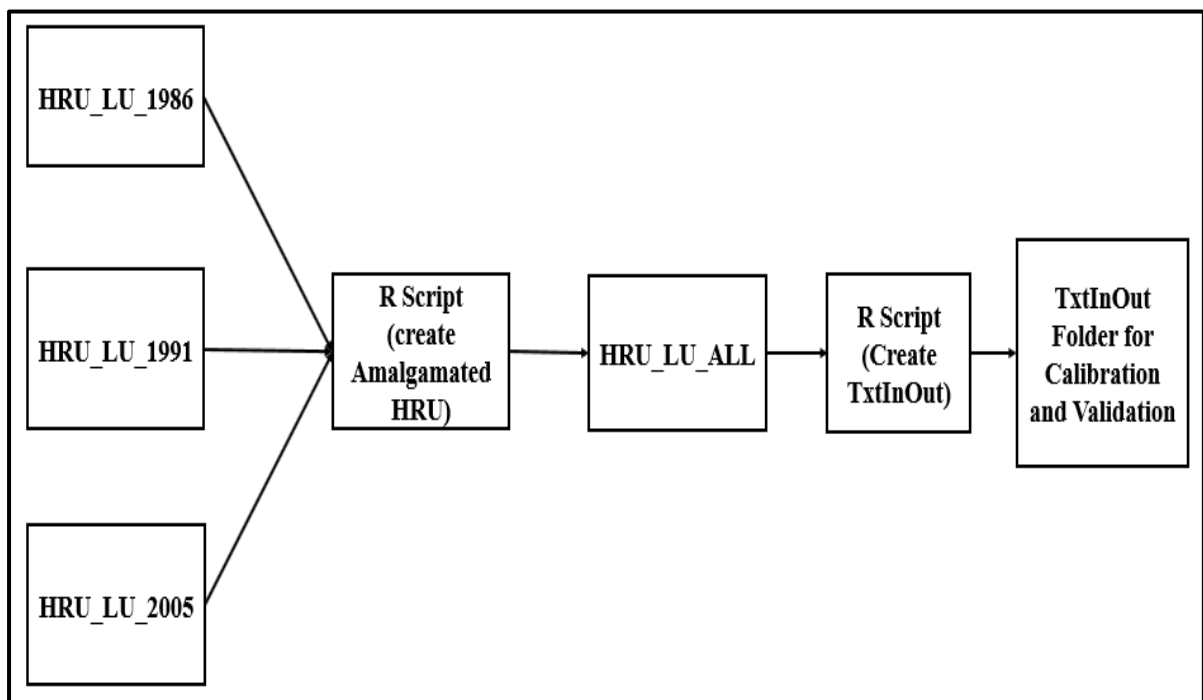 HRU_LU_1986
HRU_LU_1991
HRU_LU_2005
R Script
(create
Amalgamated
HRU)
HRU_LU_ALL
R Script
(Create
TxtInOut)
TxtInOut
Folder for
Calibration
and Validation